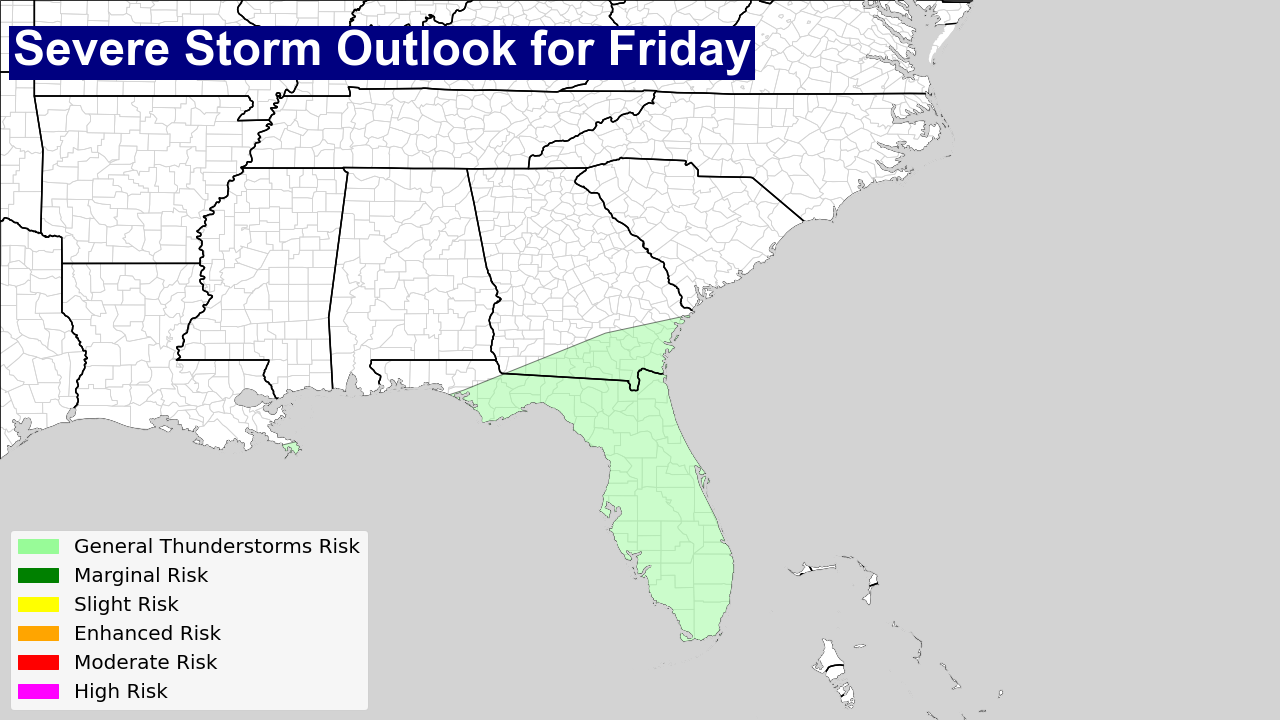 Severe Storm Outlook for Friday
General Thunderstorms Risk
Marginal Risk
Slight Risk
Enhanced Risk
Moderate Risk
High Risk